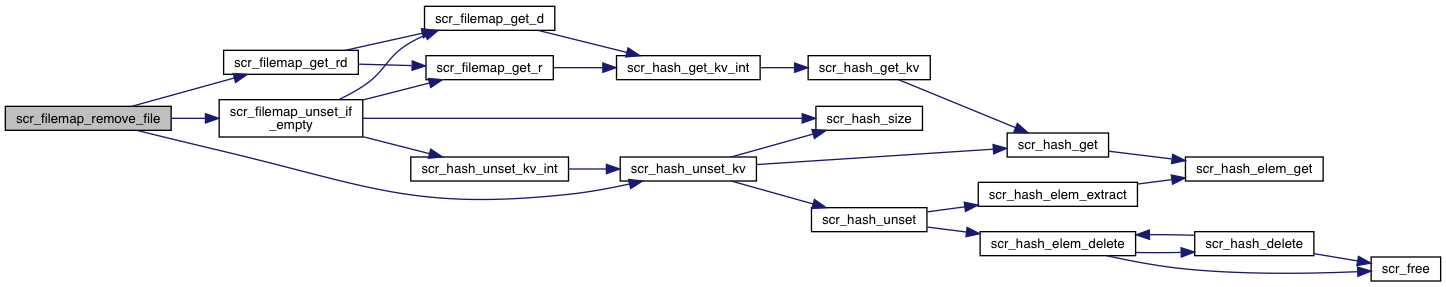 scr_filemap_remove_file
scr_filemap_get_rd
scr_filemap_unset_if
_empty
scr_filemap_get_d
scr_filemap_get_r
scr_hash_unset_kv_int
scr_hash_get_kv_int
scr_hash_unset_kv
scr_hash_get_kv
scr_hash_size
scr_hash_unset
scr_hash_get
scr_hash_elem_extract
scr_hash_elem_delete
scr_hash_elem_get
scr_hash_delete
scr_free